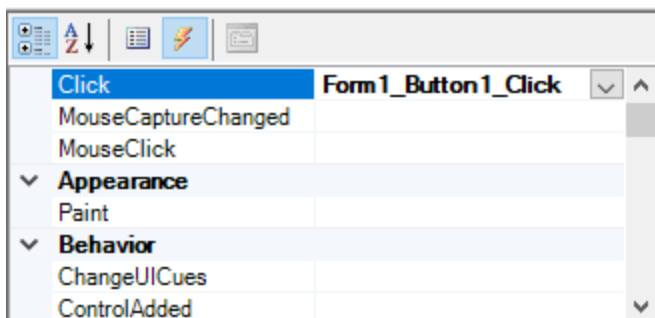 Click Form1_Button1_Click
MouseCaptureChanged
MouseClick
Appearance
Paint
Behavior
ChangeUICues
ControlAdded